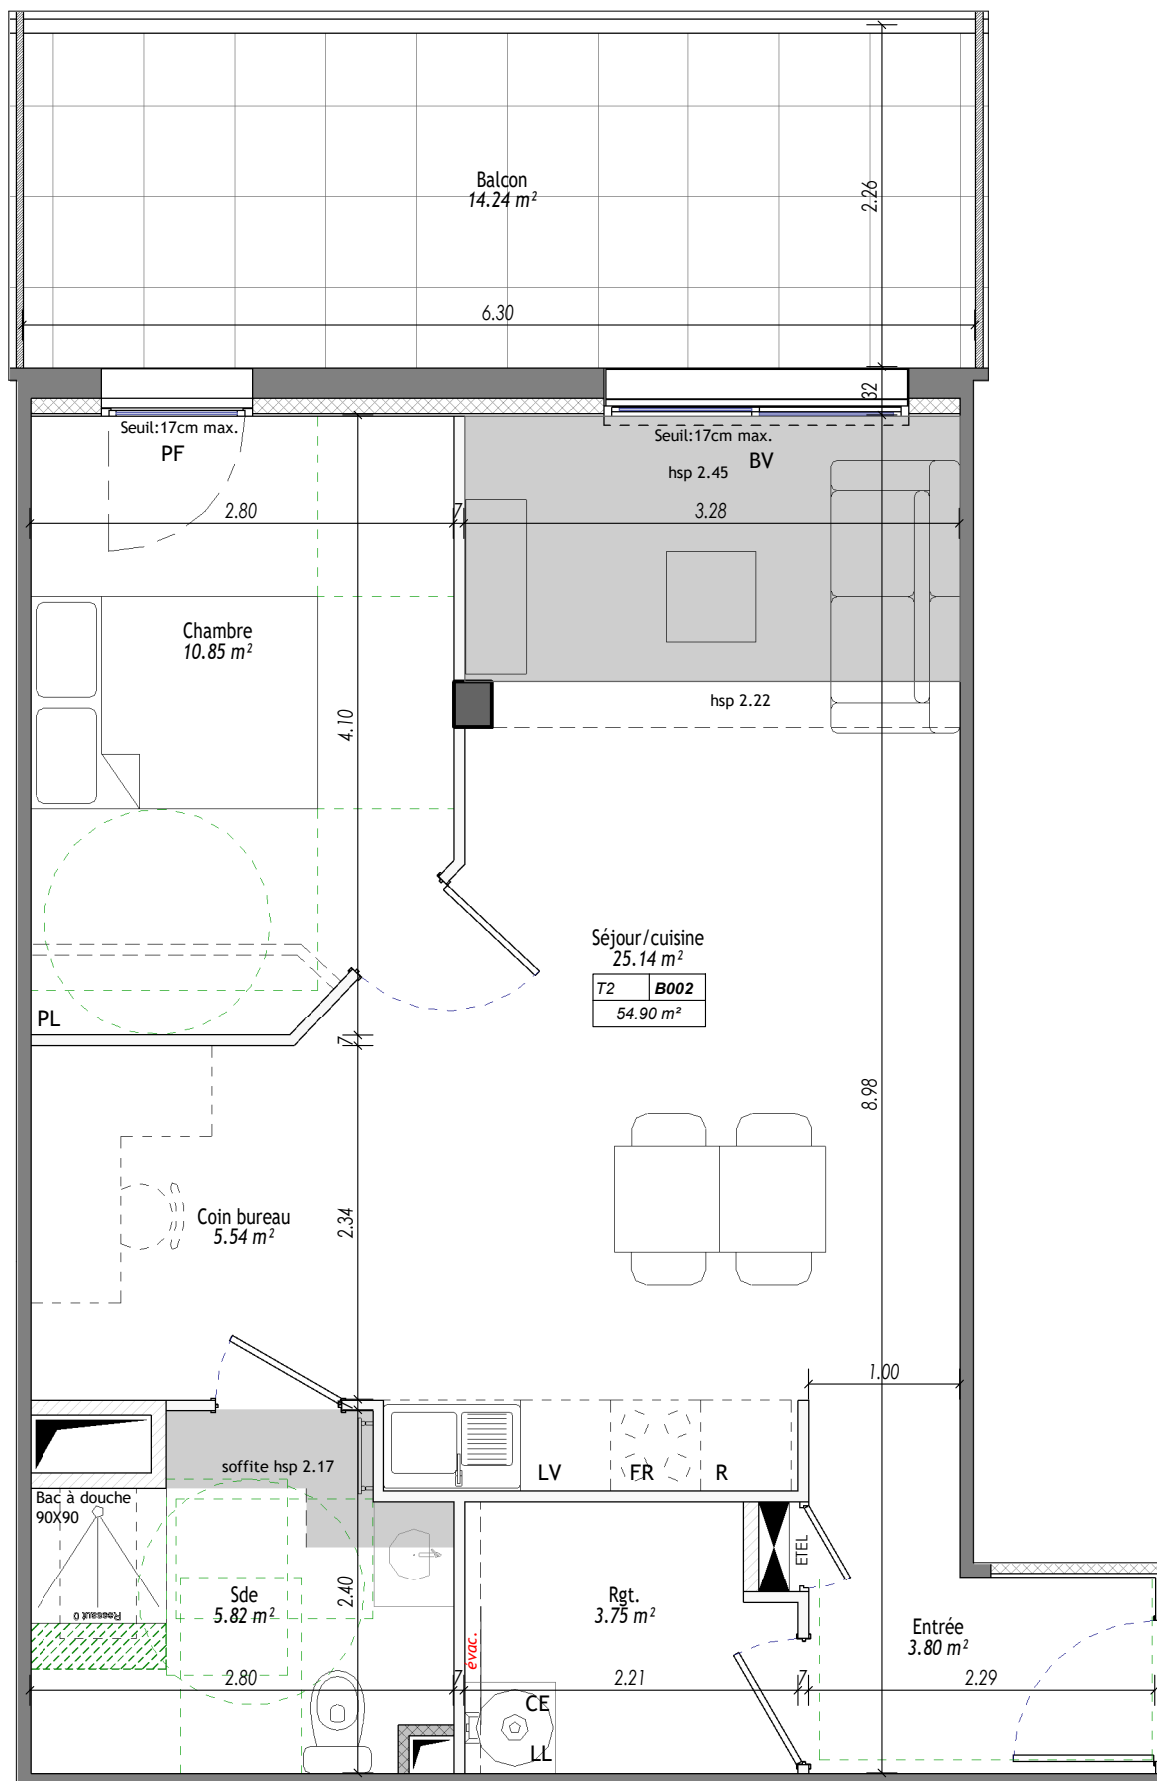 Balcon
14.24 m²
2.26
6.30
32
Seuil:17cm max.
PF
Seuil:17cm max.
BV
hsp 2.45
2.80
7
3.28
Chambre
10.85 m²
hsp 2.22
4.10
Séjour/cuisine
25.14 m²
T2 B002
54.90 m²
PL
7
8.98
Coin bureau
5.54 m²
2.34
1.00
soffite hsp 2.17
LV FR R
Bac à douche
90X90
ETEL
Ressaut 0
Sde
5.82 m²
2.40
Rgt.
3.75 m²
Entrée
3.80 m²
évac.
2.80
7
2.21
7
2.29
CE
LL